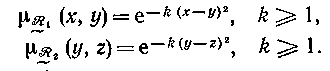 μ_{ℛ̰₁} (x, y) = e^{−k (x−y)²}, k ⩾ 1,
μ_{ℛ̰₂} (y, z) = e^{−k (y−z)²}, k ⩾ 1.